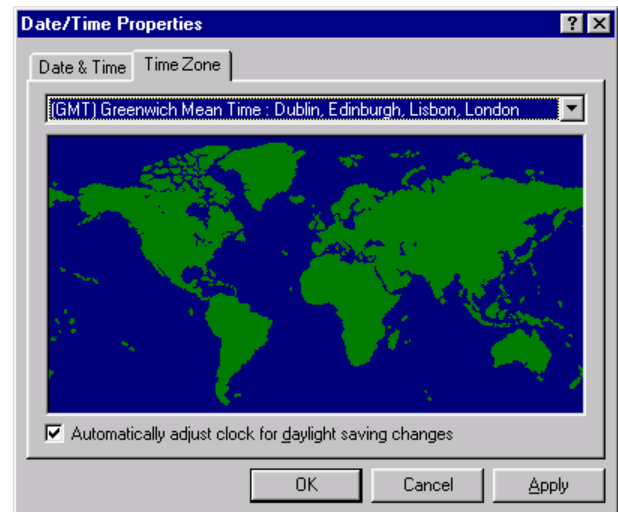 Date/Time Properties
Date & Time Time Zone
(GMT) Greenwich Mean Time : Dublin, Edinburgh, Lisbon, London
Automatically adjust clock for daylight saving changes
OK Cancel Apply